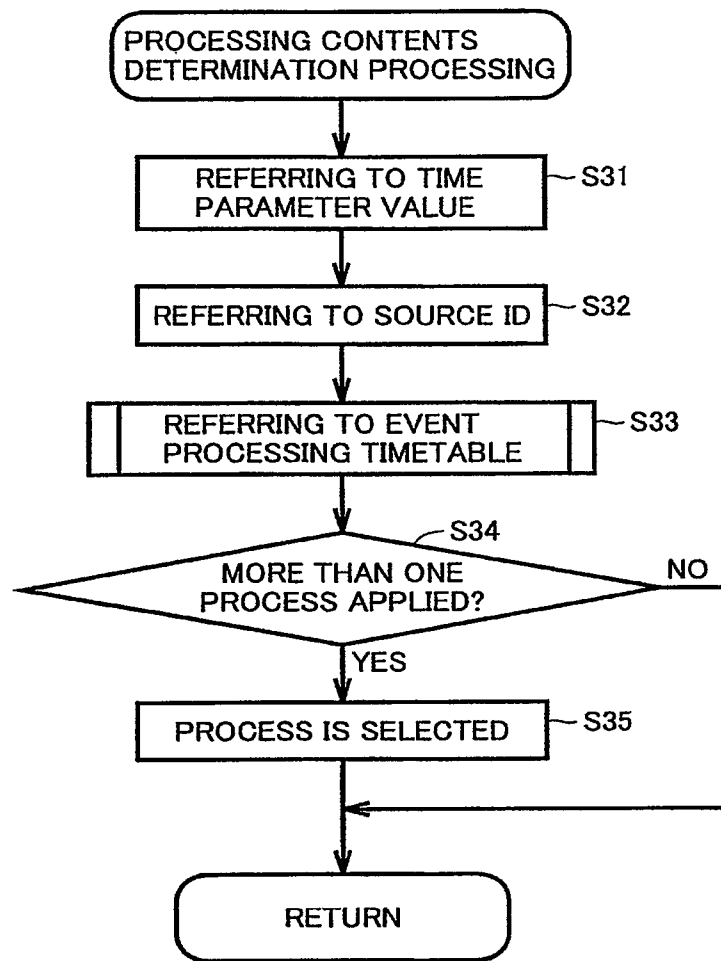 PROCESSING CONTENTS
DETERMINATION PROCESSING
REFERRING TO TIME
PARAMETER VALUE
S31
REFERRING TO SOURCE ID
S32
REFERRING TO EVENT
PROCESSING TIMETABLE
S33
S34
MORE THAN ONE
PROCESS APPLIED?
NO
YES
PROCESS IS SELECTED
S35
RETURN